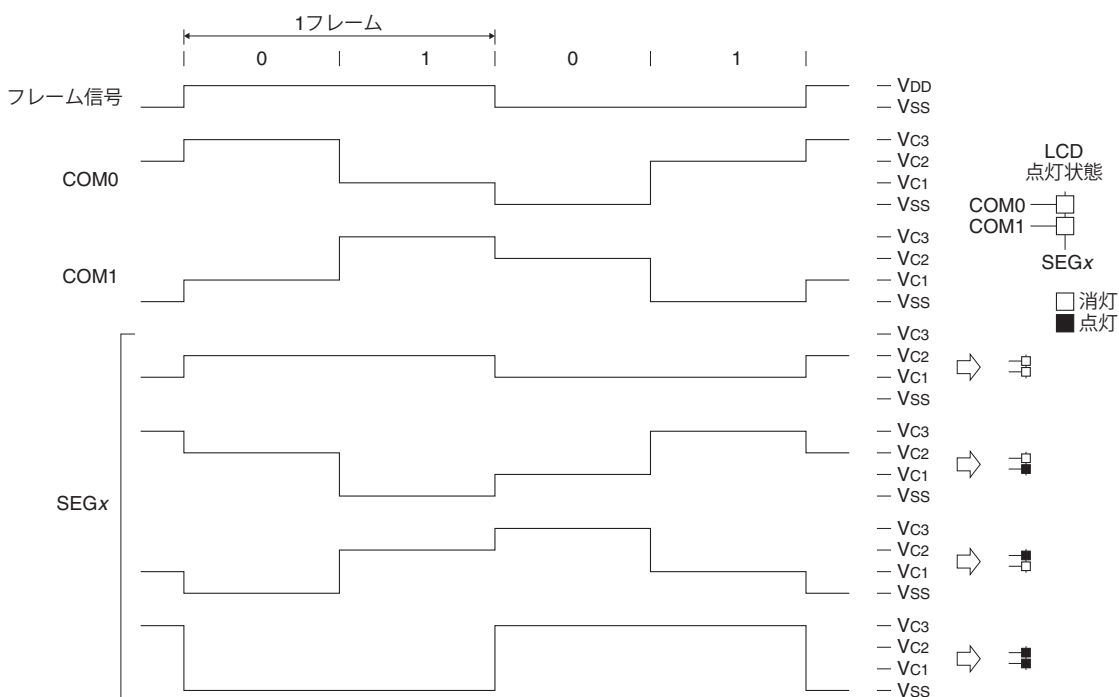 1フレーム
0 1 0 1
フレーム信号
VDD
VSS
COM0
VC3
VC2
VC1
VSS
COM1
VC3
VC2
VC1
VSS
LCD
点灯状態
COM0
COM1
SEGx
消灯
点灯
SEGx
VC3
VC2
VC1
VSS
VC3
VC2
VC1
VSS
VC3
VC2
VC1
VSS
VC3
VC2
VC1
VSS